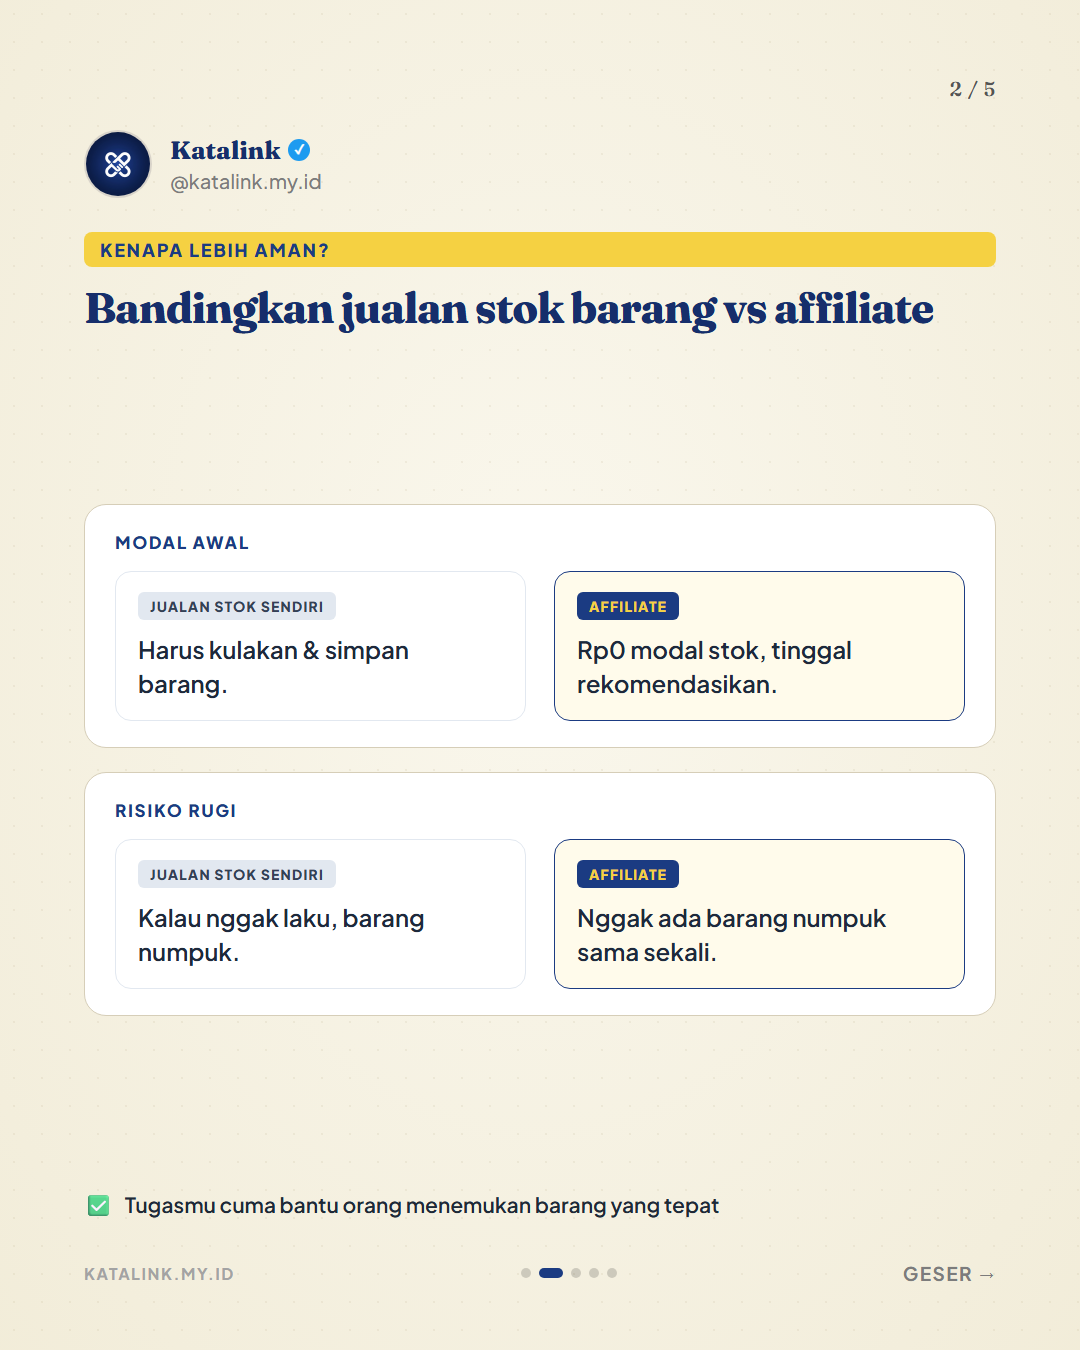 2 / 5
Katalink
@katalink.my.id
KENAPA LEBIH AMAN?
Bandingkan jualan stok barang vs affiliate
MODAL AWAL
JUALAN STOK SENDIRI
Harus kulakan & simpan
barang.
AFFILIATE
Rp0 modal stok, tinggal
rekomendasikan.
RISIKO RUGI
JUALAN STOK SENDIRI
Kalau nggak laku, barang
numpuk.
AFFILIATE
Nggak ada barang numpuk
sama sekali.
✅ Tugasmu cuma bantu orang menemukan barang yang tepat
KATALINK.MY.ID
GESER →